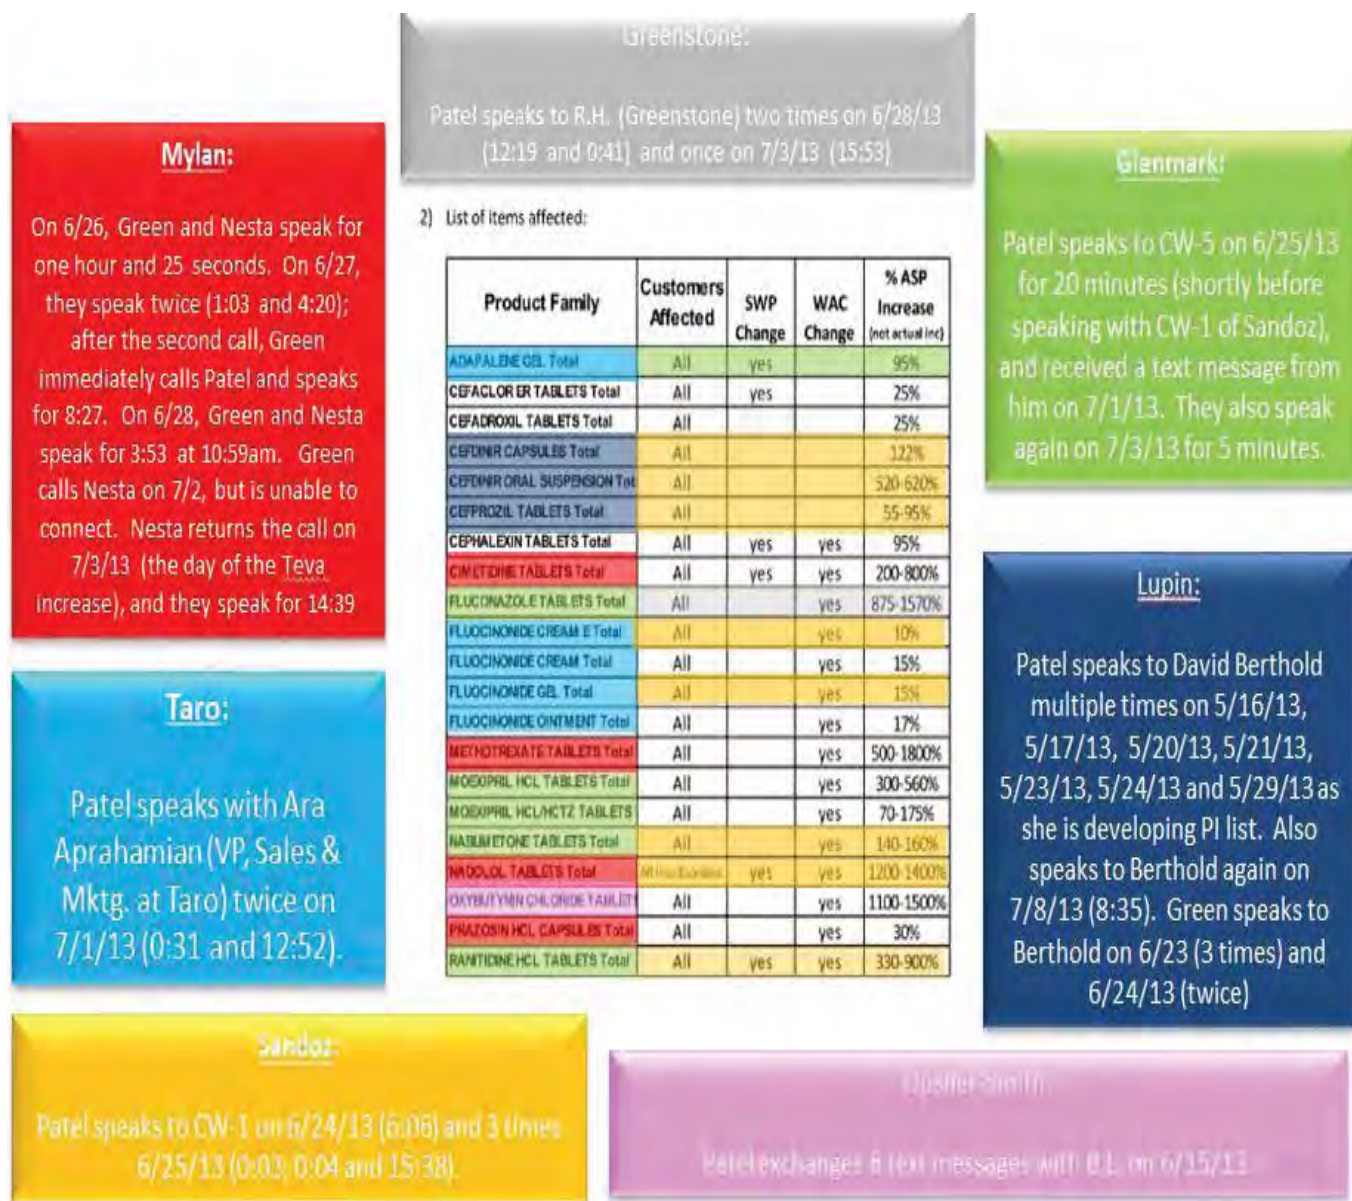 Greenstone:
Patel speaks to R.H. (Greenstone) two times on 6/28/13
(12:19 and 0:41) and once on 7/3/13 (15:53)
Mylan:
On 6/26, Green and Nesta speak for
one hour and 25 seconds. On 6/27,
they speak twice (1:03 and 4:20);
after the second call, Green
immediately calls Patel and speaks
for 8:27. On 6/28, Green and Nesta
speak for 3:53 at 10:59am. Green
calls Nesta on 7/2, but is unable to
connect. Nesta returns the call on
7/3/13 (the day of the Teva
increase), and they speak for 14:39
Taro:
Patel speaks with Ara
Aprahamian (VP, Sales &
Mktg. at Taro) twice on
7/1/13 (0:31 and 12:52).
2) List of items affected:
Product Family Customers Affected SWP Change WAC Change % ASP Increase (not actual inc)
ADAPALENE GEL Total All yes 95%
CEFACLOR ER TABLETS Total All yes 25%
CEFADROXIL TABLETS Total All 25%
CEFDINIR CAPSULES Total All 122%
CEFDINIR ORAL SUSPENSION Tot All 520-620%
CEFPROZIL TABLETS Total All 55-95%
CEPHALEXIN TABLETS Total All yes yes 95%
CIMETIDINE TABLETS Total All yes yes 200-800%
FLUCONAZOLE TABLETS Total All yes 875-1570%
FLUOCINONIDE CREAM E Total All yes 10%
FLUOCINONIDE CREAM Total All yes 15%
FLUOCINONIDE GEL Total All yes 15%
FLUOCINONIDE OINTMENT Total All yes 17%
METHOTREXATE TABLETS Total All yes 500-1800%
MOEXIPRIL HCL TABLETS Total All yes 300-560%
MOEXIPRIL HCL/HCTZ TABLETS All yes 70-175%
NABUMETONE TABLETS Total All yes 140-160%
NADOLOL TABLETS Total yes yes 1200-1400%
OXYBUTYNIN CHLORIDE TABLET All yes 1100-1500%
PRAZOSIN HCL CAPSULES Total All yes 30%
RANITIDINE HCL TABLETS Total All yes yes 330-900%
Glenmark:
Patel speaks to CW-5 on 6/25/13
for 20 minutes (shortly before
speaking with CW-1 of Sandoz),
and received a text message from
him on 7/1/13. They also speak
again on 7/3/13 for 5 minutes.
Lupin:
Patel speaks to David Berthold
multiple times on 5/16/13,
5/17/13, 5/20/13, 5/21/13,
5/23/13, 5/24/13 and 5/29/13 as
she is developing PI list. Also
speaks to Berthold again on
7/8/13 (8:35). Green speaks to
Berthold on 6/23 (3 times) and
6/24/13 (twice)
Sandoz:
Patel speaks to CW-1 on 6/24/13 (6:06) and 3 times
6/25/13 (0:03, 0:04 and 15:38).
Upsher-Smith:
Patel exchanges 6 text messages with B.L. on 6/15/13